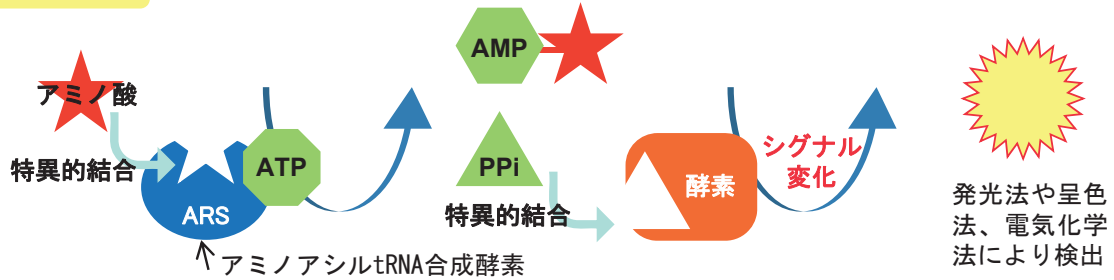 アミノ酸
特異的結合
ARS
ATP
アミノアシルtRNA合成酵素
AMP
PPi
特異的結合
酵素
シグナル
変化
発光法や呈色
法、電気化学
法により検出